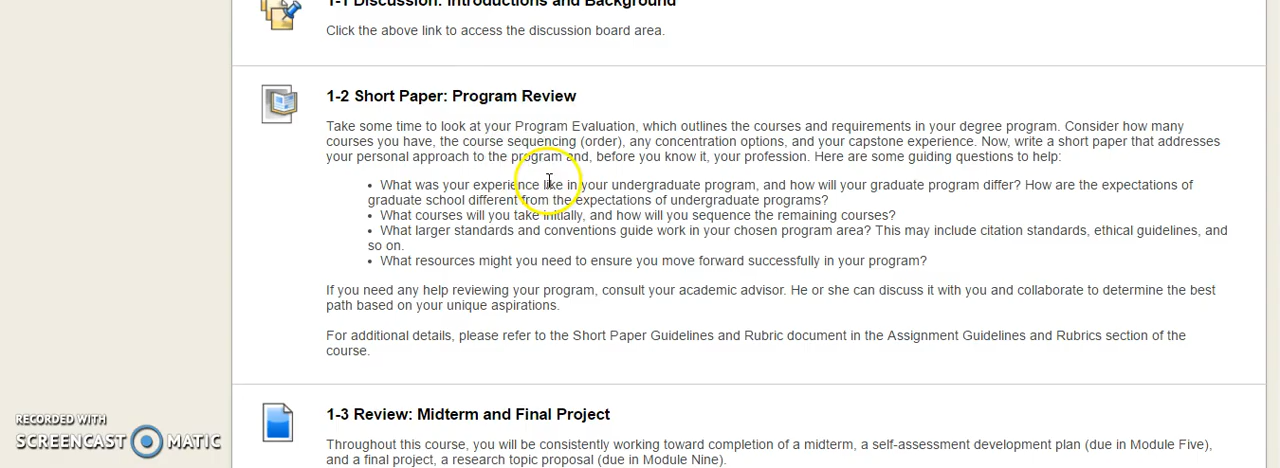 1-1 Discussion: Introductions and Background
Click the above link to access the discussion board area.
1-2 Short Paper: Program Review
Take some time to look at your Program Evaluation, which outlines the courses and requirements in your degree program. Consider how many
courses you have, the course sequencing (order), any concentration options, and your capstone experience. Now, write a short paper that addresses
your personal approach to the program and, before you know it, your profession. Here are some guiding questions to help:
• What was your experience like in your undergraduate program, and how will your graduate program differ? How are the expectations of
graduate school different from the expectations of undergraduate programs?
• What courses will you take initially, and how will you sequence the remaining courses?
• What larger standards and conventions guide work in your chosen program area? This may include citation standards, ethical guidelines, and
so on.
• What resources might you need to ensure you move forward successfully in your program?
If you need any help reviewing your program, consult your academic advisor. He or she can discuss it with you and collaborate to determine the best
path based on your unique aspirations.
For additional details, please refer to the Short Paper Guidelines and Rubric document in the Assignment Guidelines and Rubrics section of the
course.
1-3 Review: Midterm and Final Project
Throughout this course, you will be consistently working toward completion of a midterm, a self-assessment development plan (due in Module Five),
and a final project, a research topic proposal (due in Module Nine).
RECORDED WITH
SCREENCAST MATIC